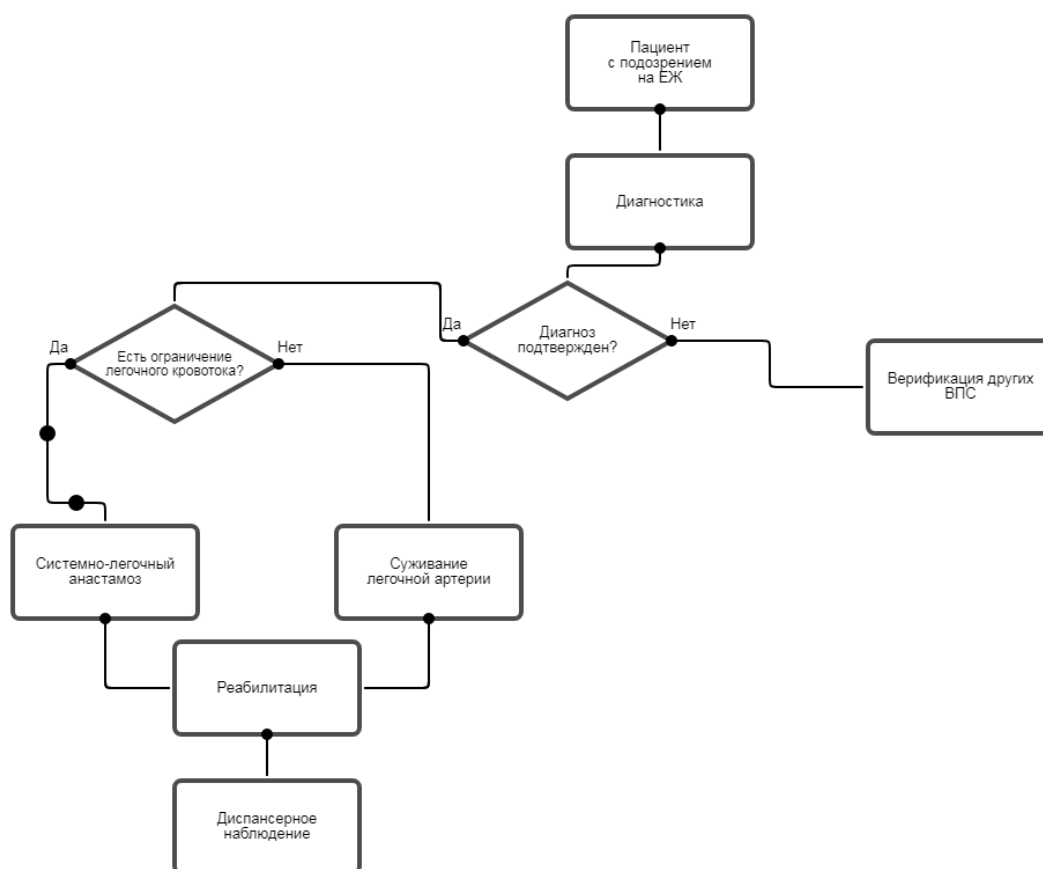 Пациент
с подозрением
на ЕЖ
Диагностика
Диагноз
подтвержден?
Да
Нет
Верификация других
ВПС
Есть ограничение
легочного кровотока?
Да
Нет
Системно-легочный
анастамоз
Суживание
легочной артерии
Реабилитация
Диспансерное
наблюдение